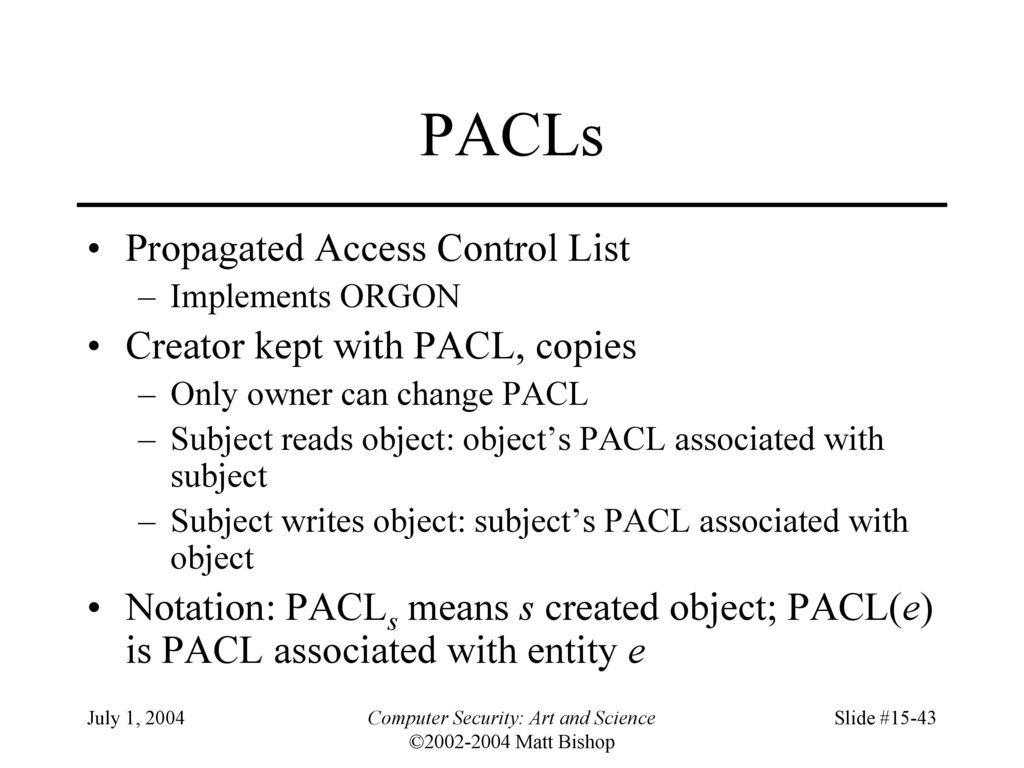 PACLs
• Propagated Access Control List
– Implements ORGON
• Creator kept with PACL, copies
– Only owner can change PACL
– Subject reads object: object’s PACL associated with
subject
– Subject writes object: subject’s PACL associated with
object
• Notation: PACLs means s created object; PACL(e)
is PACL associated with entity e
July 1, 2004
Computer Security: Art and Science
©2002-2004 Matt Bishop
Slide #15-43